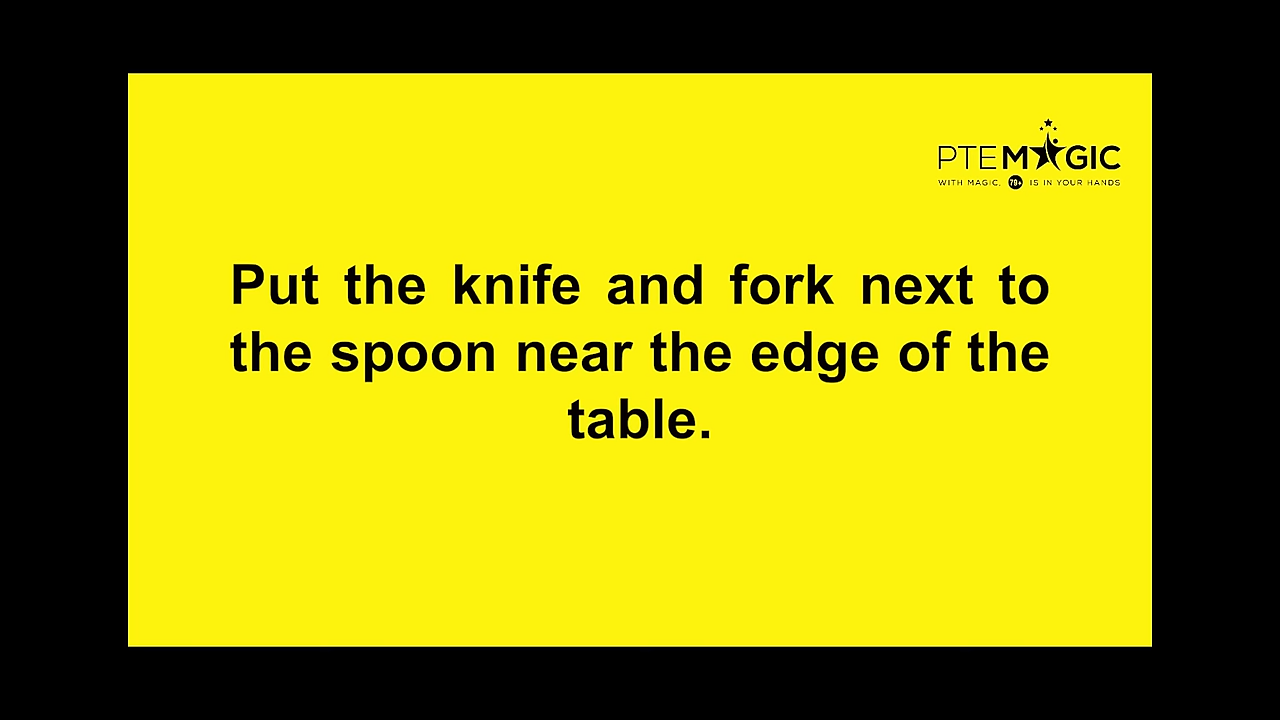 PTEMAGIC
WITH MAGIC, 79+ IS IN YOUR HANDS
Put the knife and fork next to
the spoon near the edge of the
table.